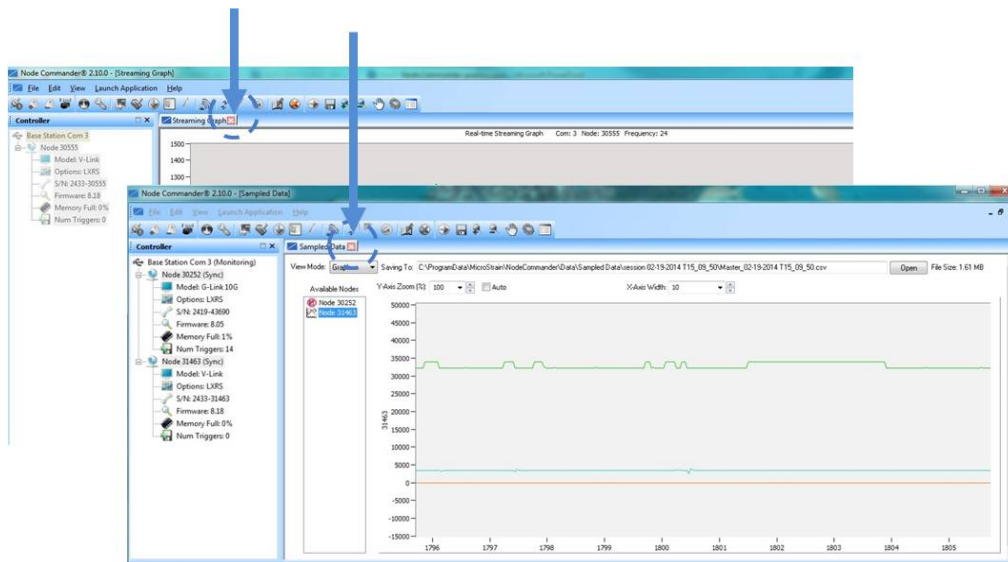 Node Commander® 2.10.0 - [Streaming Graph]
File Edit View Launch Application Help
Controller
Streaming Graph
Base Station Com 3
Node 30555
Model: V-Link
Options: LXRS
S/N: 2433-30555
Firmware: 8.18
Memory Full: 0%
Num Triggers: 0
Real-time Streaming Graph Com: 3 Node: 30555 Frequency: 24
1500
1400
1300
Node Commander® 2.10.0 - [Sampled Data]
File Edit View Launch Application Help
Controller
Sampled Data
Base Station Com 3 (Monitoring)
Node 30252 (Sync)
Model: G-Link 10G
Options: LXRS
S/N: 2419-43690
Firmware: 8.05
Memory Full: 1%
Num Triggers: 14
Node 31463 (Sync)
Model: V-Link
Options: LXRS
S/N: 2433-31463
Firmware: 8.18
Memory Full: 0%
Num Triggers: 0
View Mode: Saving To: C:\ProgramData\MicroStrain\NodeCommander\Data\Sampled Data\session 02-19-2014 T15_09_50\Master_02-19-2014 T15_09_50.csv Open File Size: 1.61 MB
Available Nodes
Node 30252
Node 31463
Y-Axis Zoom (%) 100 Auto X-Axis Width: 10
50000
45000
40000
35000
30000
25000
20000
15000
10000
5000
0
-5000
-10000
-15000
31463
1796 1797 1798 1799 1800 1801 1802 1803 1804 1805